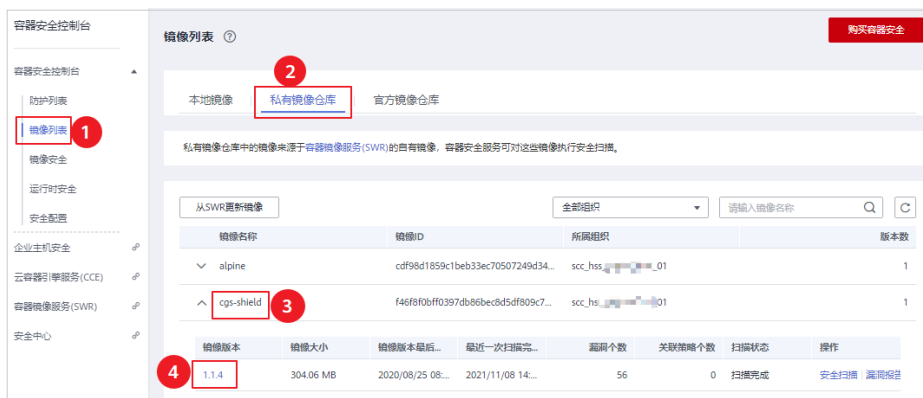 容器安全控制台
镜像列表 ?
购买容器安全
容器安全控制台
防护列表
镜像列表 1
镜像安全
运行时安全
安全配置
企业主机安全
云容器引擎服务(CCE)
容器镜像服务(SWR)
安全中心
2
本地镜像 私有镜像仓库 官方镜像仓库
私有镜像仓库中的镜像来源于容器镜像服务(SWR)的自有镜像，容器安全服务可对这些镜像执行安全扫描。
从SWR更新镜像 全部组织 请输入镜像名称
镜像名称 镜像ID 所属组织 版本数
alpine cdf98d1859c1beb33ec70507249d34... scc_hss_ _01 1
cgs-shield 3 f46f8f0bff0397db86bec8d5df809c7... scc_hs 01 1
镜像版本 镜像大小 镜像版本最后... 最近一次扫描完... 漏洞个数 关联策略个数 扫描状态 操作
4 1.1.4 304.06 MB 2020/08/25 08:... 2021/11/08 14:... 56 0 扫描完成 安全扫描 漏洞报告